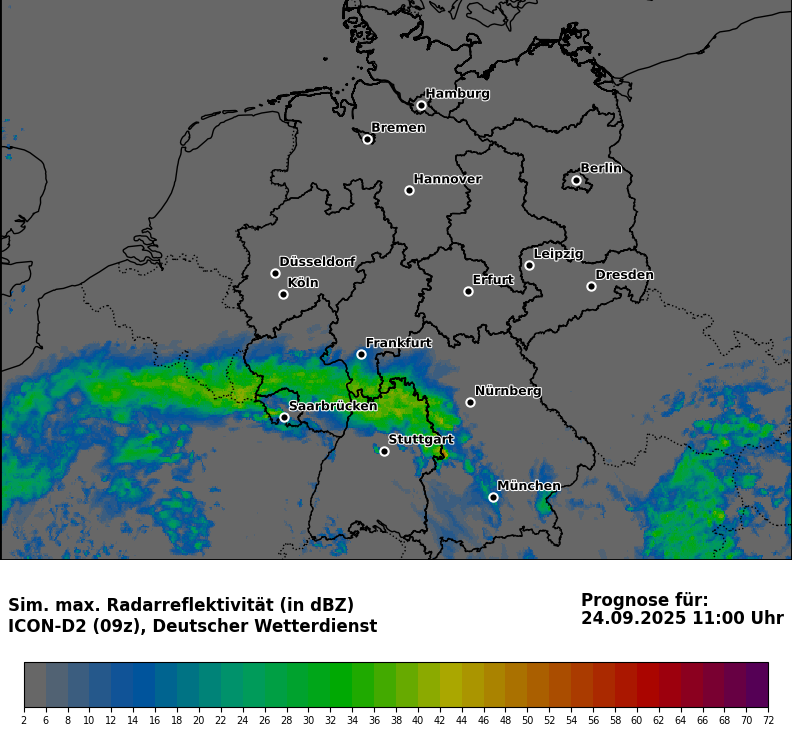 Hamburg
Bremen
Berlin
Hannover
Leipzig
Düsseldorf
Dresden
Köln
Erfurt
Frankfurt
Nürnberg
Saarbrücken
Stuttgart
München
Sim. max. Radarreflektivität (in dBZ)
ICON-D2 (09z), Deutscher Wetterdienst
Prognose für:
24.09.2025 11:00 Uhr
2 6 8 10 12 14 16 18 20 22 24 26 28 30 32 34 36 38 40 42 44 46 48 50 52 54 56 58 60 62 64 66 68 70 72